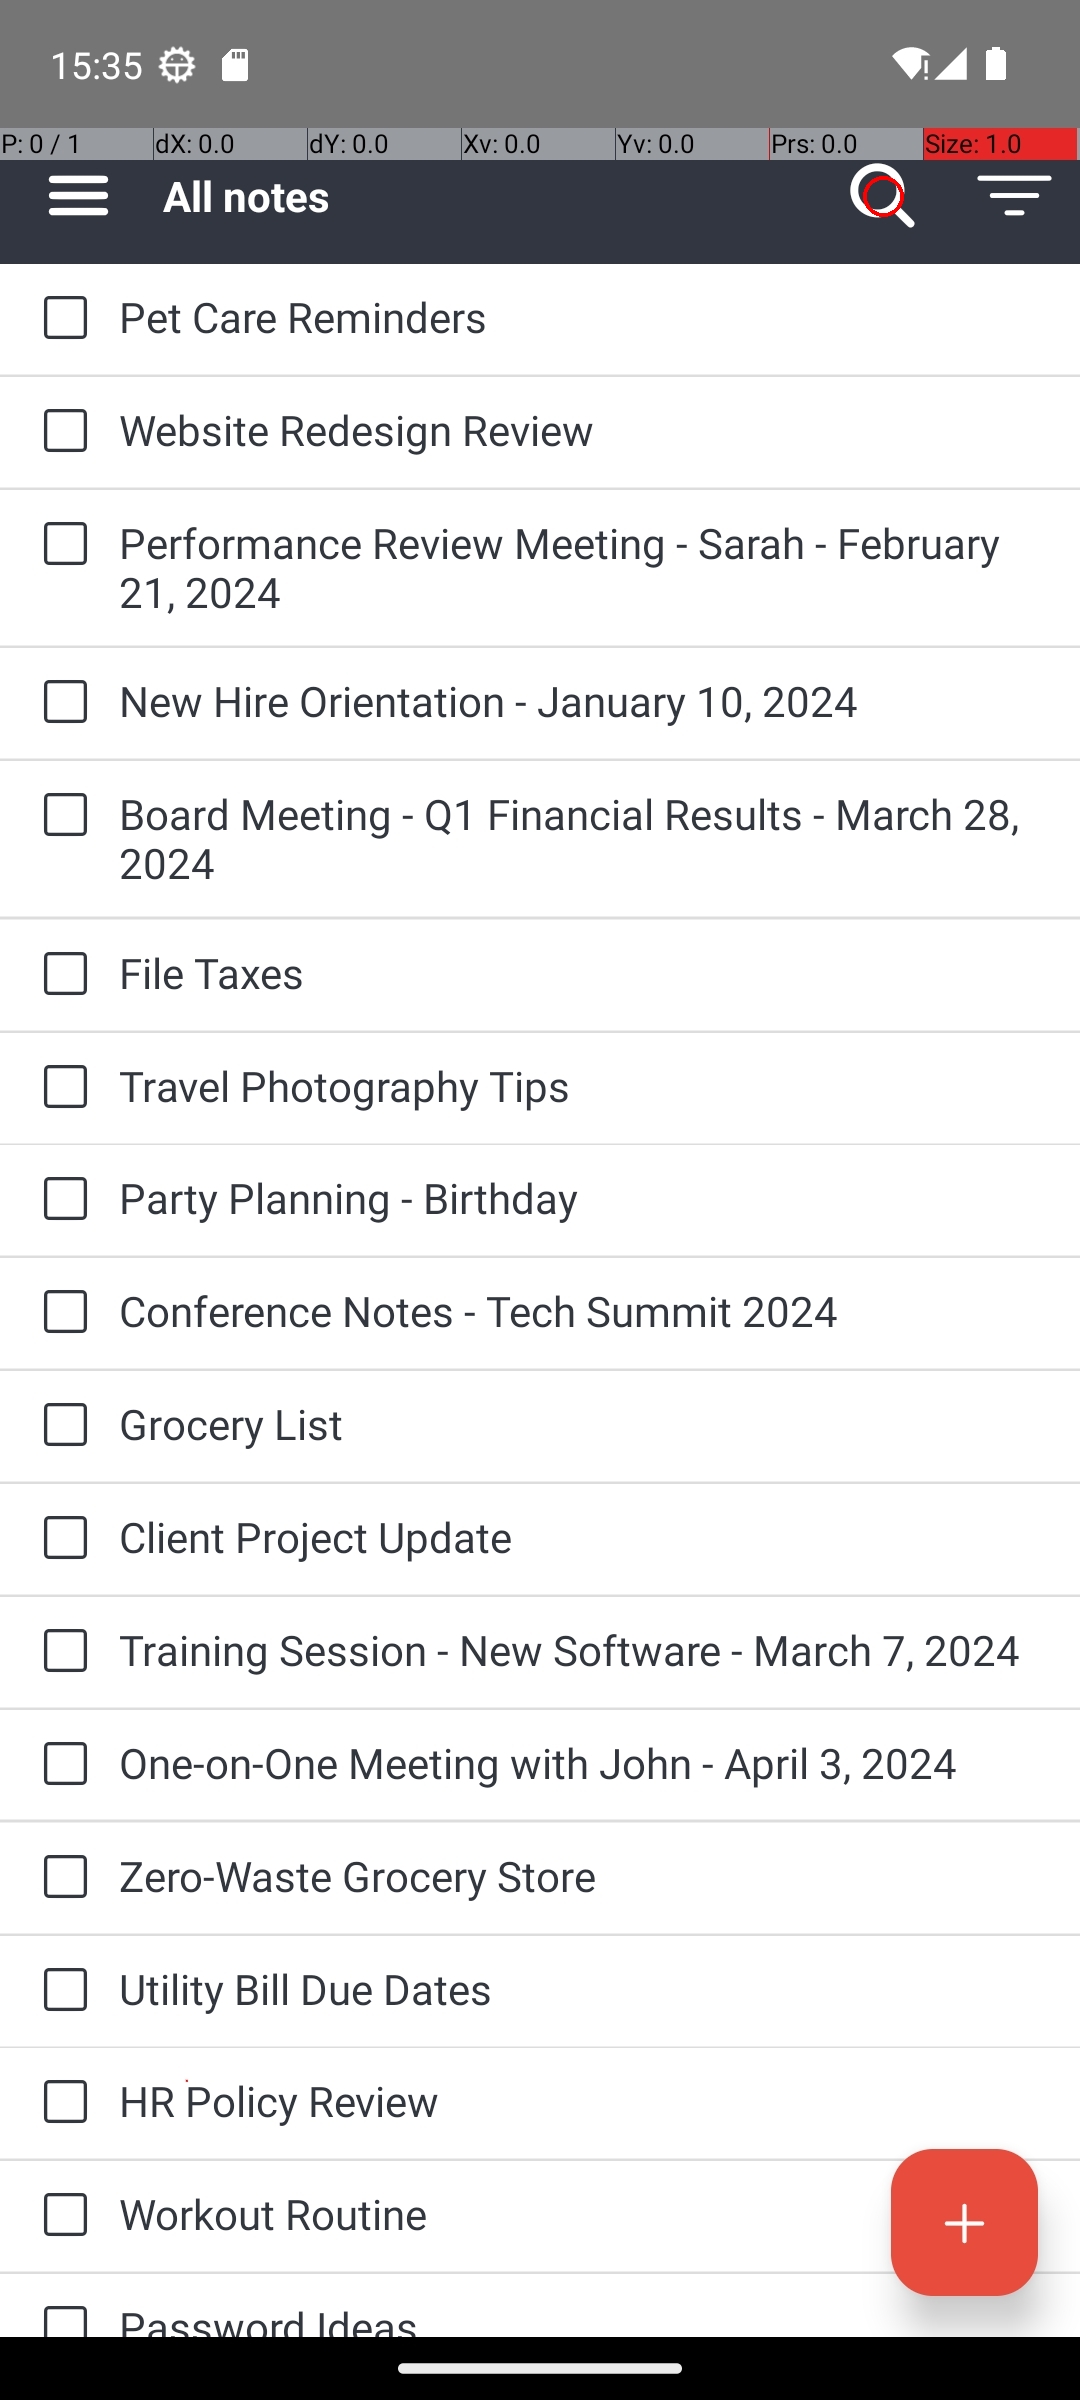 15:35
P: 0 / 1 dX: 0.0 dY: 0.0 Xv: 0.0 Yv: 0.0 Prs: 0.0 Size: 1.0
All notes
Pet Care Reminders
Website Redesign Review
Performance Review Meeting - Sarah - February
21, 2024
New Hire Orientation - January 10, 2024
Board Meeting - Q1 Financial Results - March 28,
2024
File Taxes
Travel Photography Tips
Party Planning - Birthday
Conference Notes - Tech Summit 2024
Grocery List
Client Project Update
Training Session - New Software - March 7, 2024
One-on-One Meeting with John - April 3, 2024
Zero-Waste Grocery Store
Utility Bill Due Dates
HR Policy Review
Workout Routine
Password Ideas